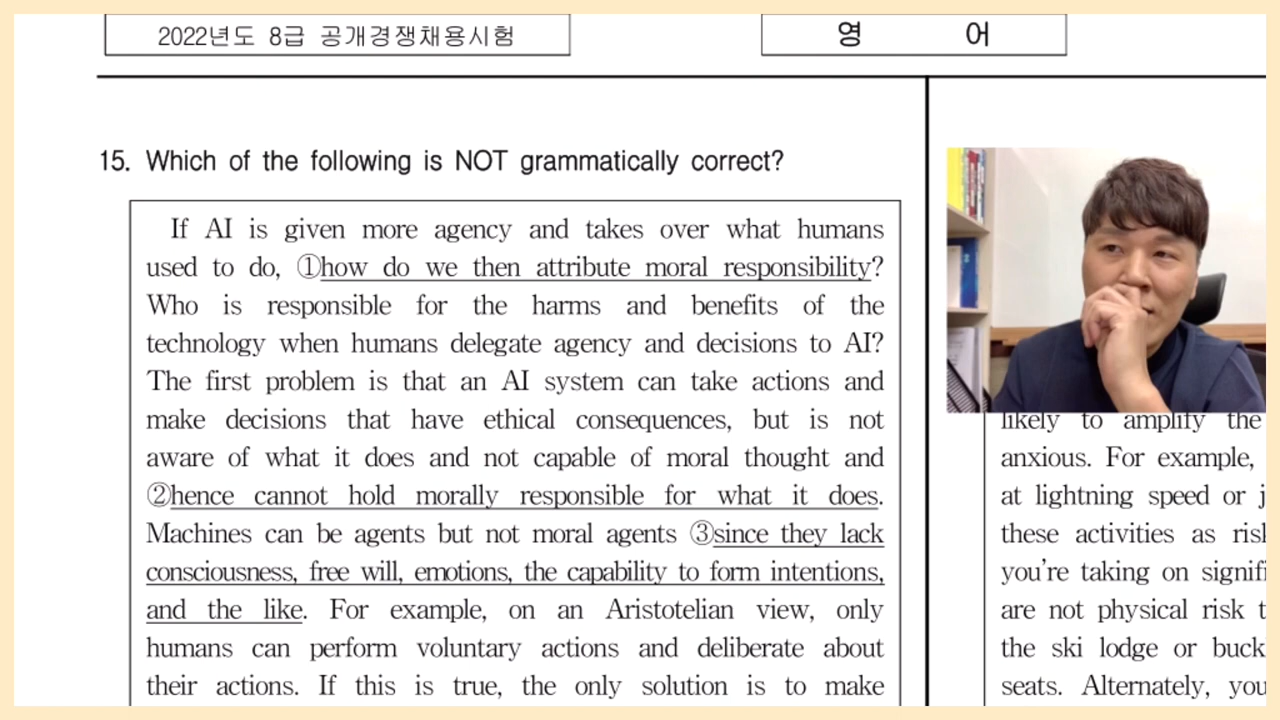 2022년도 8급 공개경쟁채용시험
영 어
15. Which of the following is NOT grammatically correct?
If AI is given more agency and takes over what humans
used to do, ①how do we then attribute moral responsibility?
Who is responsible for the harms and benefits of the
technology when humans delegate agency and decisions to AI?
The first problem is that an AI system can take actions and
make decisions that have ethical consequences, but is not
aware of what it does and not capable of moral thought and
②hence cannot hold morally responsible for what it does.
Machines can be agents but not moral agents ③since they lack
consciousness, free will, emotions, the capability to form intentions,
and the like. For example, on an Aristotelian view, only
humans can perform voluntary actions and deliberate about
their actions. If this is true, the only solution is to make
likely to amplify the
anxious. For example,
at lightning speed or
these activities as
you're taking on
are not physical risk
the ski lodge or
seats. Alternately, you